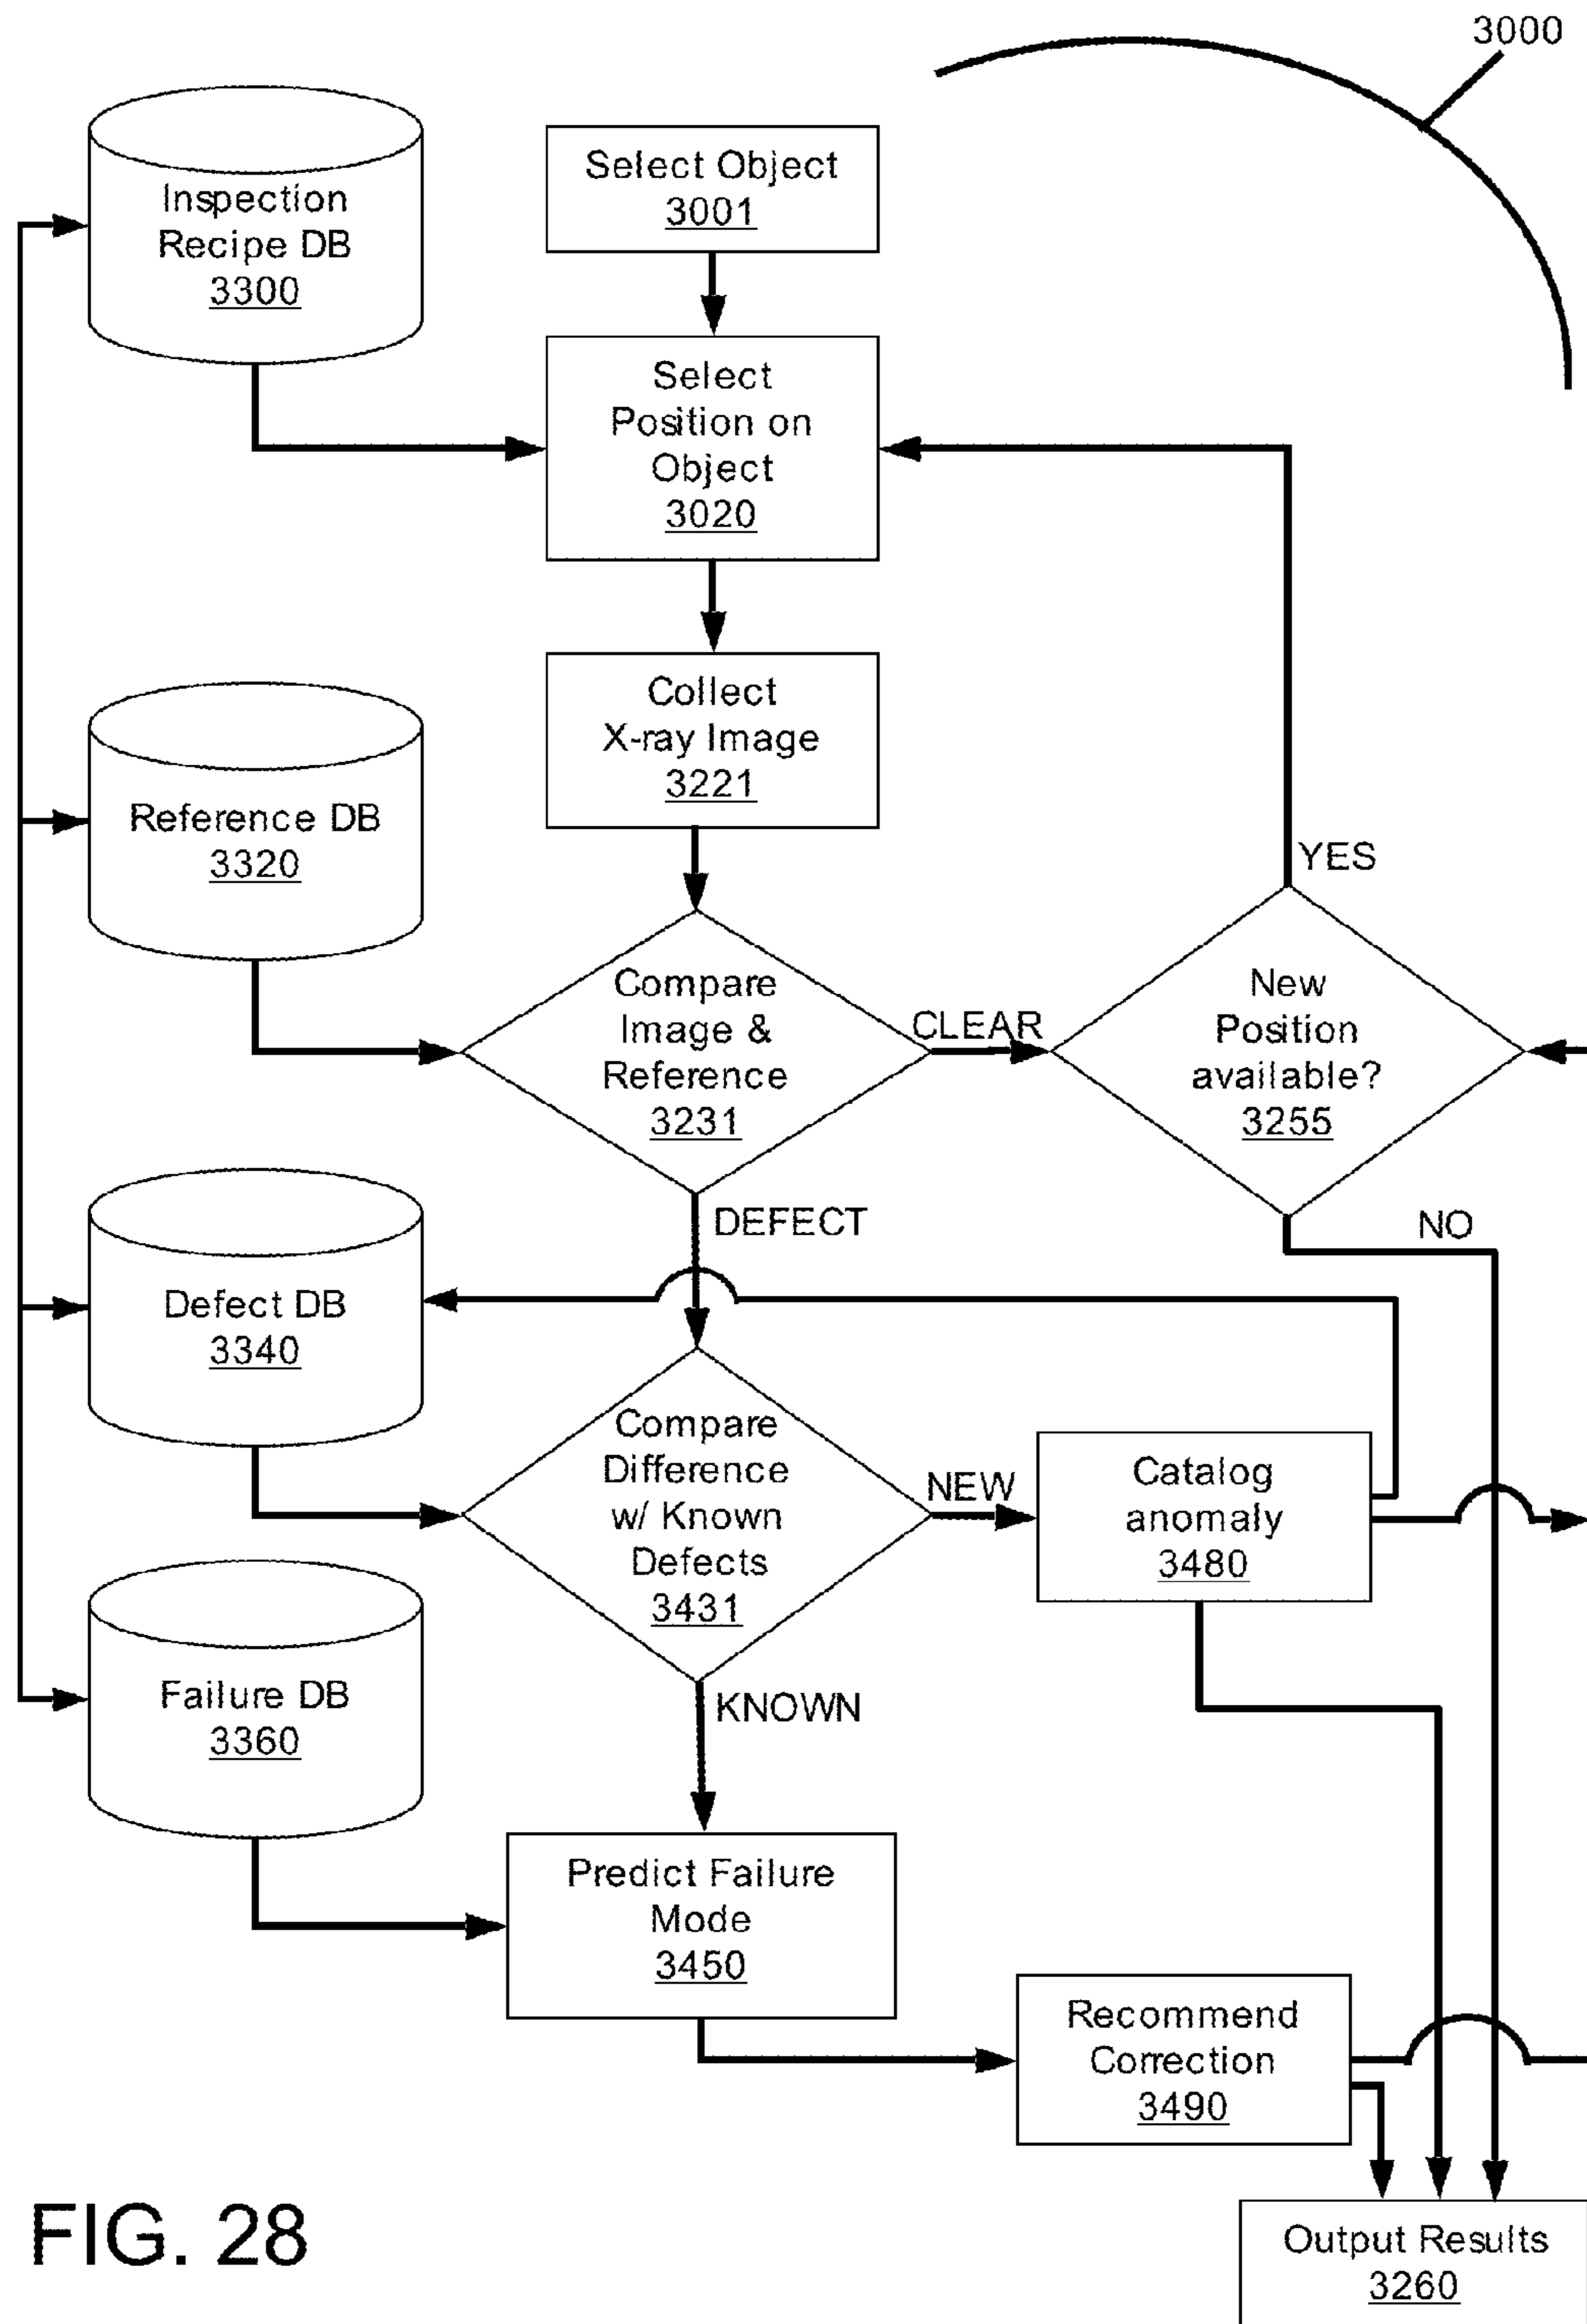 3000
Inspection
Recipe DB
3300
Select Object
3001
Select
Position on
Object
3020
Collect
X-ray Image
3221
Reference DB
3320
YES
Compare
Image &
Reference
3231
CLEAR
New
Position
available?
3255
DEFECT
NO
Defect DB
3340
Compare
Difference
w/ Known
Defects
3431
NEW
Catalog
anomaly
3480
Failure DB
3360
KNOWN
Predict Failure
Mode
3450
Recommend
Correction
3490
Output Results
3260
FIG. 28